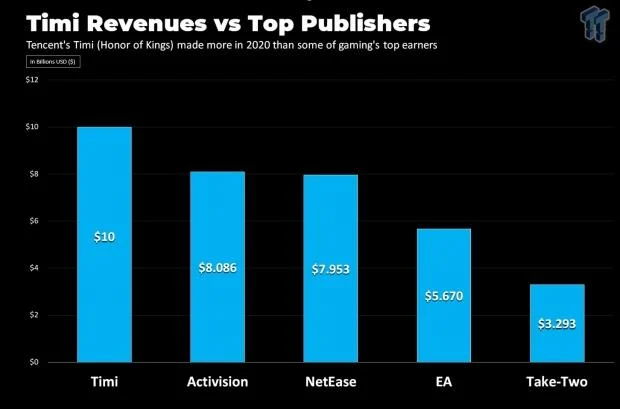 Timi Revenues vs Top Publishers
Tencent's Timi (Honor of Kings) made more in 2020 than some of gaming's top earners
In Billions USD ($)
$12
$10
$8
$6
$4
$2
$0
$10
$8.086
$7.953
$5.670
$3.293
Timi
Activision
NetEase
EA
Take-Two
TT